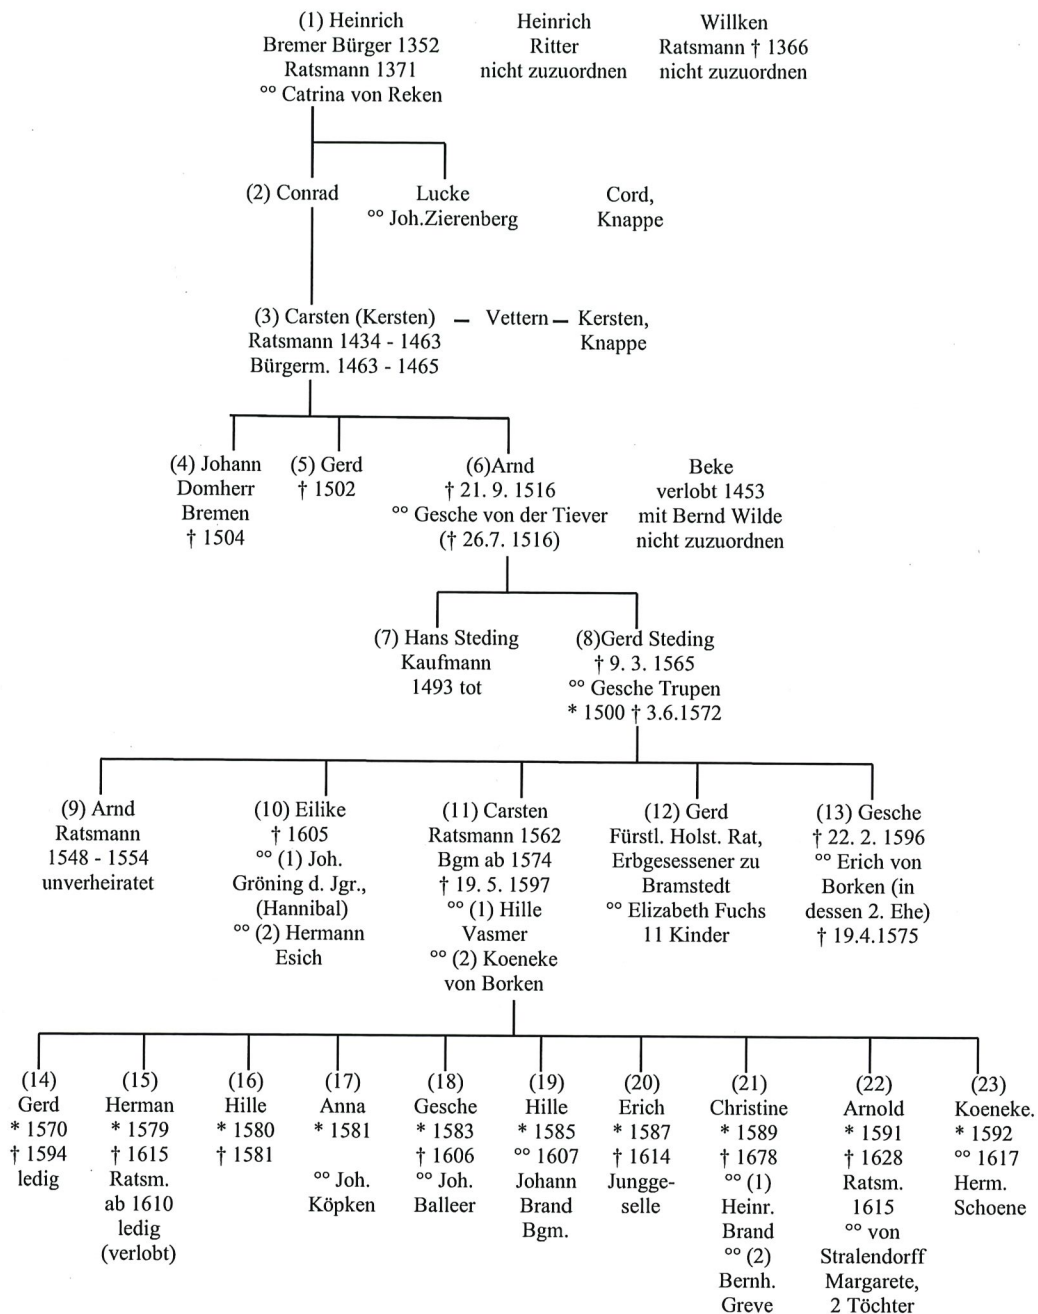 (1) Heinrich
Bremer Bürger 1352
Ratsmann 1371
°° Catrina von Reken
Heinrich
Ritter
nicht zuzuordnen
Willken
Ratsmann † 1366
nicht zuzuordnen
(2) Conrad
Lucke
°° Joh.Zierenberg
Cord,
Knappe
(3) Carsten (Kersten) – Vettern – Kersten,
Ratsmann 1434 - 1463
Bürgerm. 1463 - 1465
Knappe
(4) Johann
Domherr
Bremen
† 1504
(5) Gerd
† 1502
(6)Arnd
† 21. 9. 1516
°° Gesche von der Tiever
(† 26.7. 1516)
Beke
verlobt 1453
mit Bernd Wilde
nicht zuzuordnen
(7) Hans Steding
Kaufmann
1493 tot
(8)Gerd Steding
† 9. 3. 1565
°° Gesche Trupen
* 1500 † 3.6.1572
(9) Arnd
Ratsmann
1548 - 1554
unverheiratet
(10) Eilike
† 1605
°° (1) Joh.
Gröning d. Jgr.,
(Hannibal)
°° (2) Hermann
Esich
(11) Carsten
Ratsmann 1562
Bgm ab 1574
† 19. 5. 1597
°° (1) Hille
Vasmer
°° (2) Koeneke
von Borken
(12) Gerd
Fürstl. Holst. Rat,
Erbgesessener zu
Bramstedt
°° Elizabeth Fuchs
11 Kinder
(13) Gesche
† 22. 2. 1596
°° Erich von
Borken (in
dessen 2. Ehe)
† 19.4.1575
(14)
Gerd
* 1570
† 1594
ledig
(15)
Herman
* 1579
† 1615
Ratsm.
ab 1610
ledig
(verlobt)
(16)
Hille
* 1580
† 1581
(17)
Anna
* 1581
°° Joh.
Köpken
(18)
Gesche
* 1583
† 1606
°° Joh.
Balleer
(19)
Hille
* 1585
°° 1607
Johann
Brand
Bgm.
(20)
Erich
* 1587
† 1614
Jungge-
selle
(21)
Christine
* 1589
† 1678
°° (1)
Heinr.
Brand
°° (2)
Bernh.
Greve
(22)
Arnold
* 1591
† 1628
Ratsm.
1615
°° von
Stralendorff
Margarete,
2 Töchter
(23)
Koeneke.
* 1592
°° 1617
Herm.
Schoene